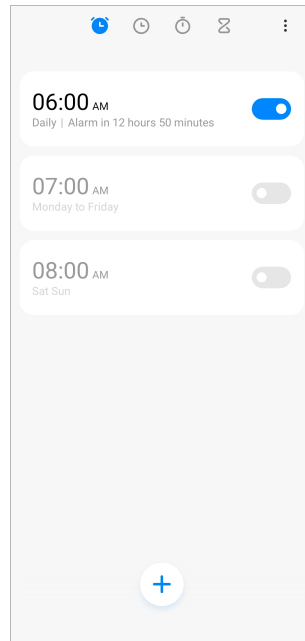 06:00 AM
Daily | Alarm in 12 hours 50 minutes
07:00 AM
Monday to Friday
08:00 AM
Sat Sun